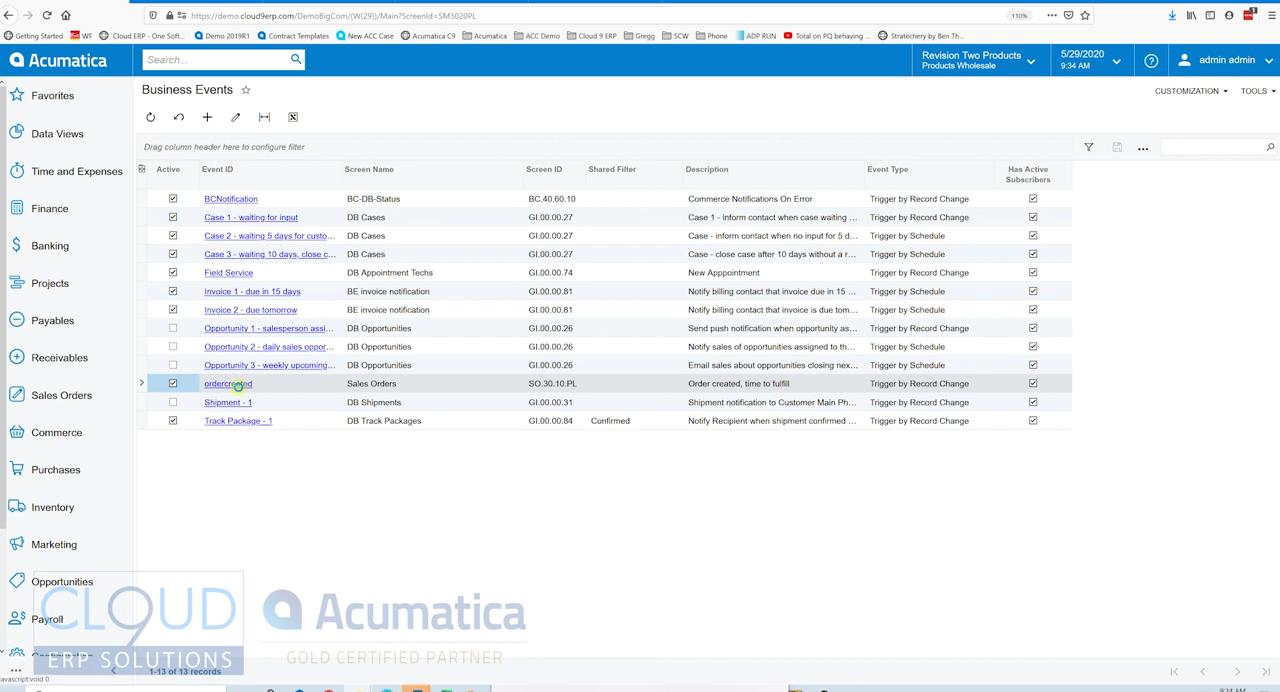 https://demo.cloud9erp.com/DemoBigCom/(W(29))/Main?ScreenId=SM3020PL
110%
Getting Started WF Cloud ERP - One Soft... Demo 2019R1 Contract Templates New ACC Case Acumatica C9 Acumatica ACC Demo Cloud 9 ERP Gregg SCW Phone ADP RUN Total on PQ behaving ... Stratechery by Ben Th...
Acumatica
Search...
Revision Two Products
Products Wholesale
5/29/2020
9:34 AM
admin admin
Favorites
Data Views
Time and Expenses
Finance
Banking
Projects
Payables
Receivables
Sales Orders
Commerce
Purchases
Inventory
Marketing
Opportunities
Payroll
Business Events
CUSTOMIZATION TOOLS
Drag column header here to configure filter
Active Event ID Screen Name Screen ID Shared Filter Description Event Type Has Active Subscribers
BCNotification BC-DB-Status BC.40.60.10 Commerce Notifications On Error Trigger by Record Change
Case 1 - waiting for input DB Cases GI.00.00.27 Case 1 - inform contact when case waiting ... Trigger by Record Change
Case 2 - waiting 5 days for custo... DB Cases GI.00.00.27 Case - inform contact when no input for 5 d... Trigger by Schedule
Case 3 - waiting 10 days, close c... DB Cases GI.00.00.27 Case - close case after 10 days without a r... Trigger by Schedule
Field Service DB Appointment Techs GI.00.00.74 New Apppointment Trigger by Record Change
Invoice 1 - due in 15 days BE invoice notification GI.00.00.81 Notify billing contact that invoice due in 15 ... Trigger by Schedule
Invoice 2 - due tomorrow BE invoice notification GI.00.00.81 Notify billing contact that invoice is due tom... Trigger by Schedule
Opportunity 1 - salesperson assi... DB Opportunities GI.00.00.26 Send push notification when opportunity as... Trigger by Record Change
Opportunity 2 - daily sales oppor... DB Opportunities GI.00.00.26 Notify sales of opportunities assigned to th... Trigger by Schedule
Opportunity 3 - weekly upcoming... DB Opportunities GI.00.00.26 Email sales about opportunities closing nex... Trigger by Schedule
ordercreated Sales Orders SO.30.10.PL Order created, time to fulfill Trigger by Record Change
Shipment - 1 DB Shipments GI.00.00.31 Shipment notification to Customer Main Ph... Trigger by Record Change
Track Package - 1 DB Track Packages GI.00.00.84 Confirmed Notify Recipient when shipment confirmed ... Trigger by Record Change
CLOUD 9
ERP SOLUTIONS
Acumatica
GOLD CERTIFIED PARTNER
1-13 of 13 records
javascript:void 0
9:34 AM